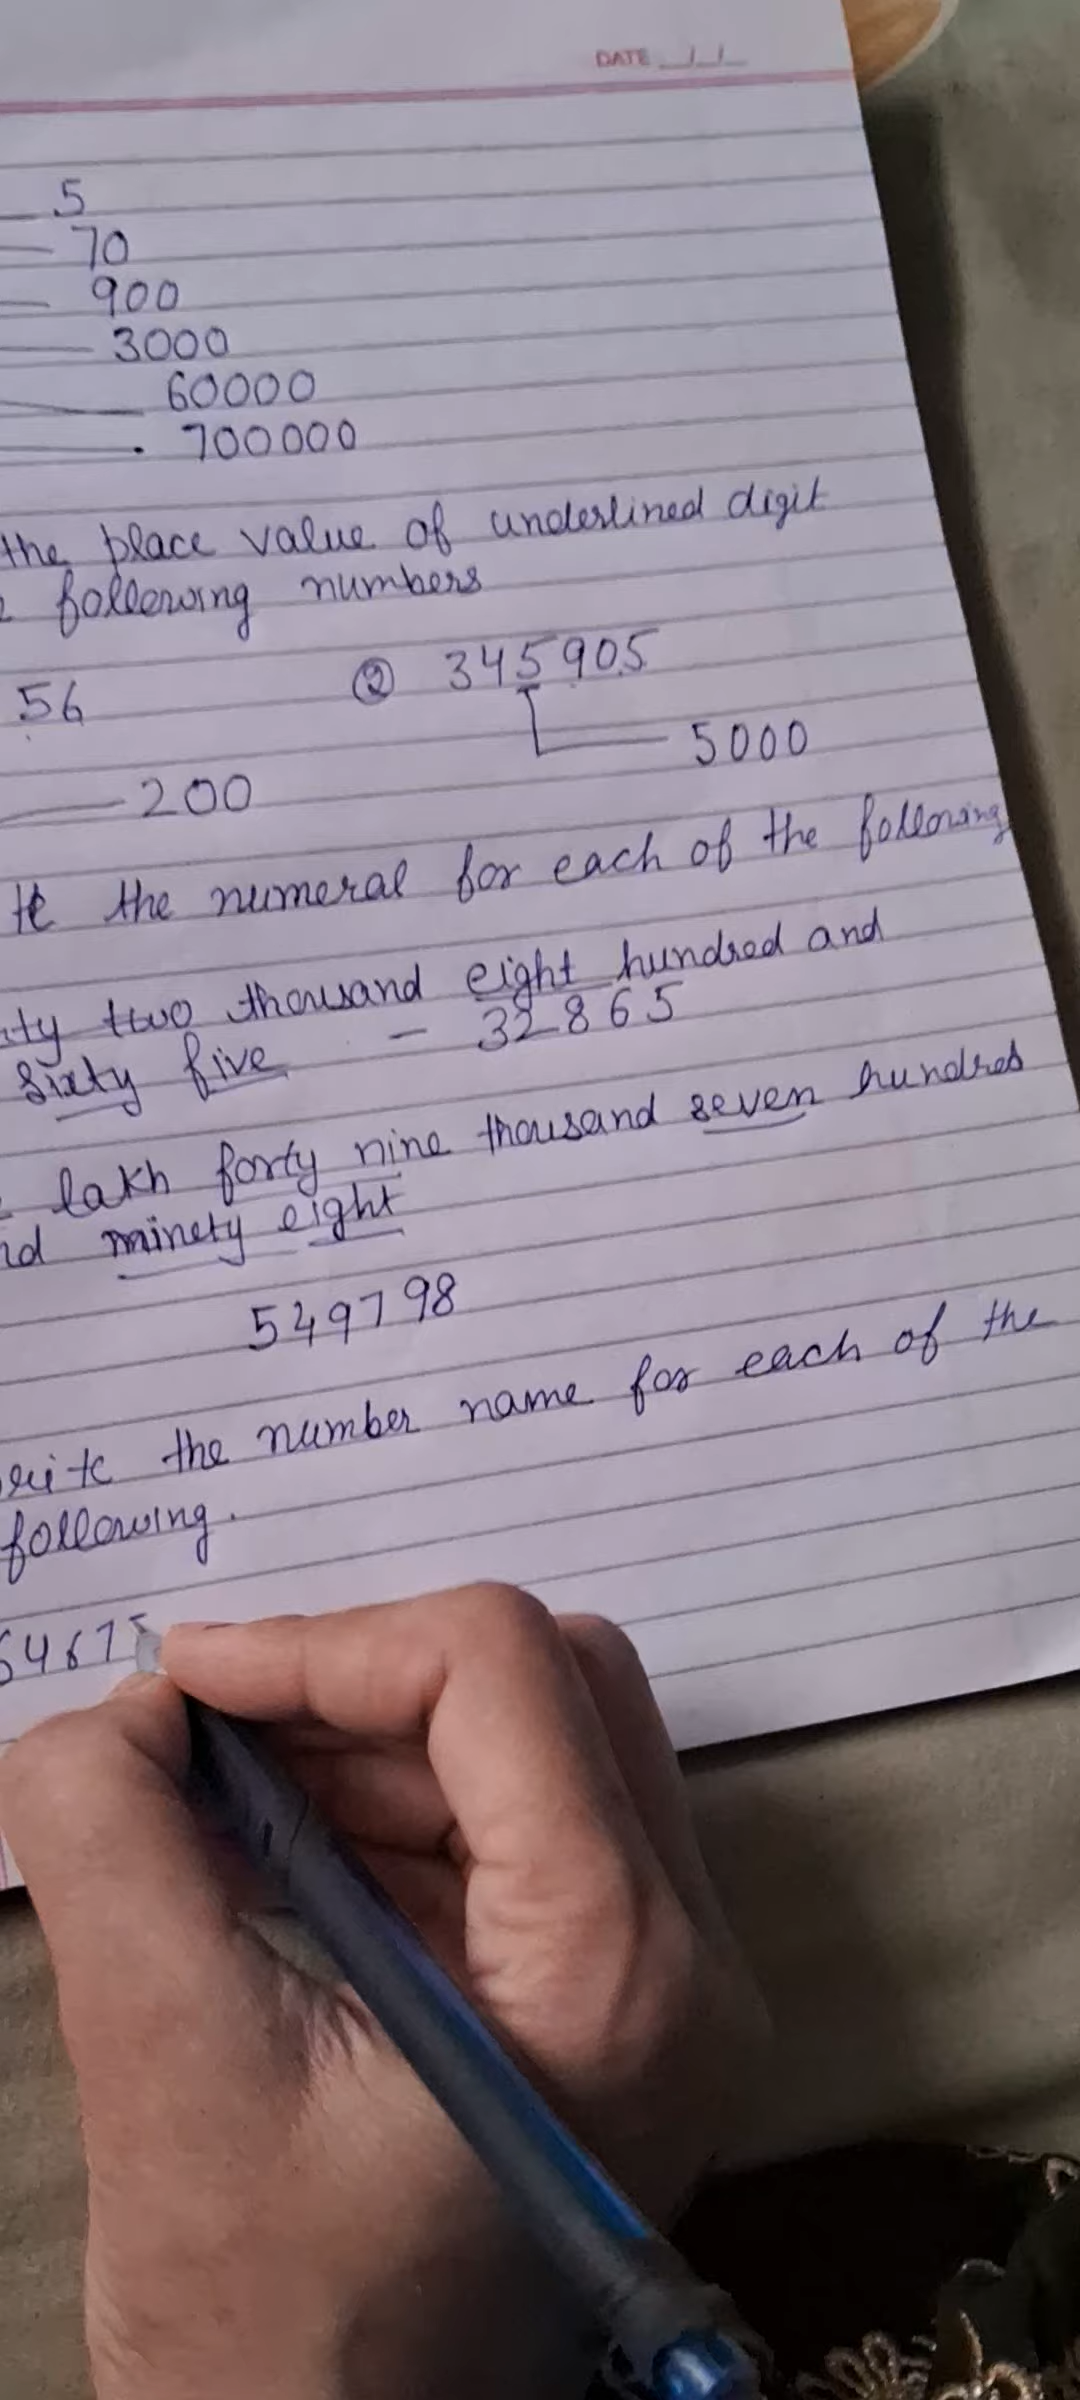 DATE
5
70
900
3000
60000
700000
the place value of underlined digit
following numbers
56 ② 345905
5000
200
the numeral for each of the following
two thousand eight hundred and
sixty five - 32865
lakh forty nine thousand seven hundred
minety eight
549798
the number name for each of the
following.
5467